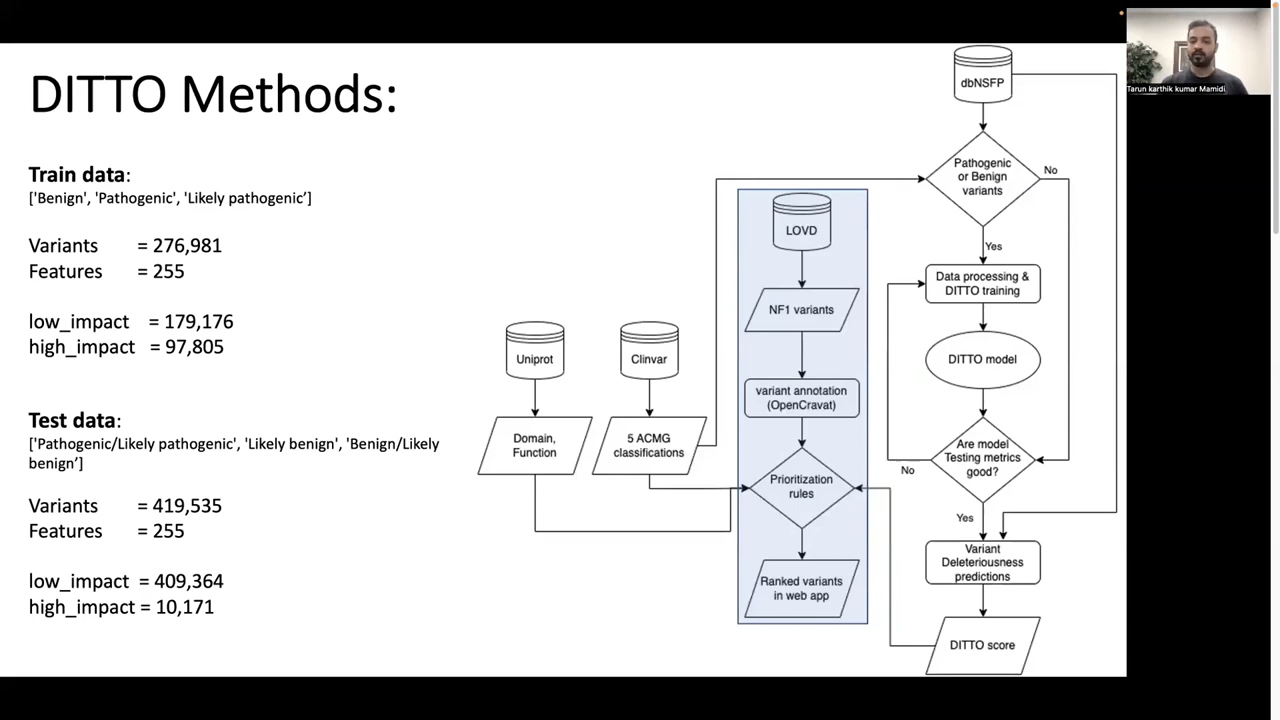 DITTO Methods:
Train data:
['Benign', 'Pathogenic', 'Likely pathogenic’]
Variants = 276,981
Features = 255
low_impact = 179,176
high_impact = 97,805
Test data:
['Pathogenic/Likely pathogenic', 'Likely benign', 'Benign/Likely
benign’]
Variants = 419,535
Features = 255
low_impact = 409,364
high_impact = 10,171
Uniprot
Domain,
Function
Clinvar
5 ACMG
classifications
LOVD
NF1 variants
variant annotation
(OpenCravat)
Prioritization
rules
Ranked variants
in web app
dbNSFP
Pathogenic
or Benign
variants
No
Yes
Data processing &
DITTO training
DITTO model
Are model
Testing metrics
good?
No
Yes
Variant
Deleteriousness
predictions
DITTO score
Tarun karthik kumar Mamidi